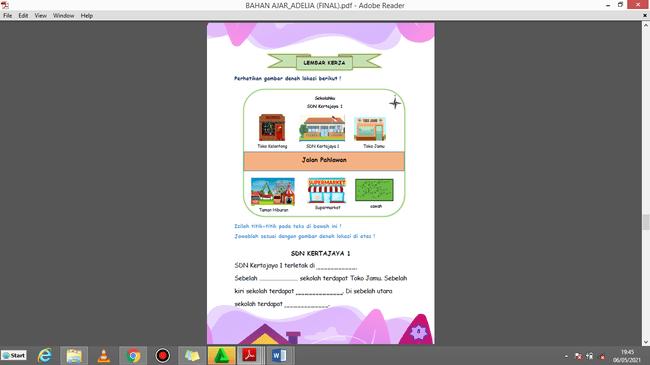 BAHAN AJAR_ADELIA (FINAL).pdf - Adobe Reader
File Edit View Window Help
LEMBAR KERJA
Perhatikan gambar denah lokasi berikut !
Sekolahku
SDN Kertajaya 1
Toko Kelontong SDN Kertajaya 1 Toko Jamu
Jalan Pahlawan
SUPERMARKET
Taman Hiburan Supermarket sawah
Isilah titik-titik pada teks di bawah ini !
Jawablah sesuai dengan gambar denah lokasi di atas !
SDN KERTAJAYA 1
SDN Kertajaya 1 terletak di ..................
Sebelah .................. sekolah terdapat Toko Jamu. Sebelah
kiri sekolah terdapat ..................... Di sebelah utara
sekolah terdapat ....................
8
Start
19:45
06/05/2021